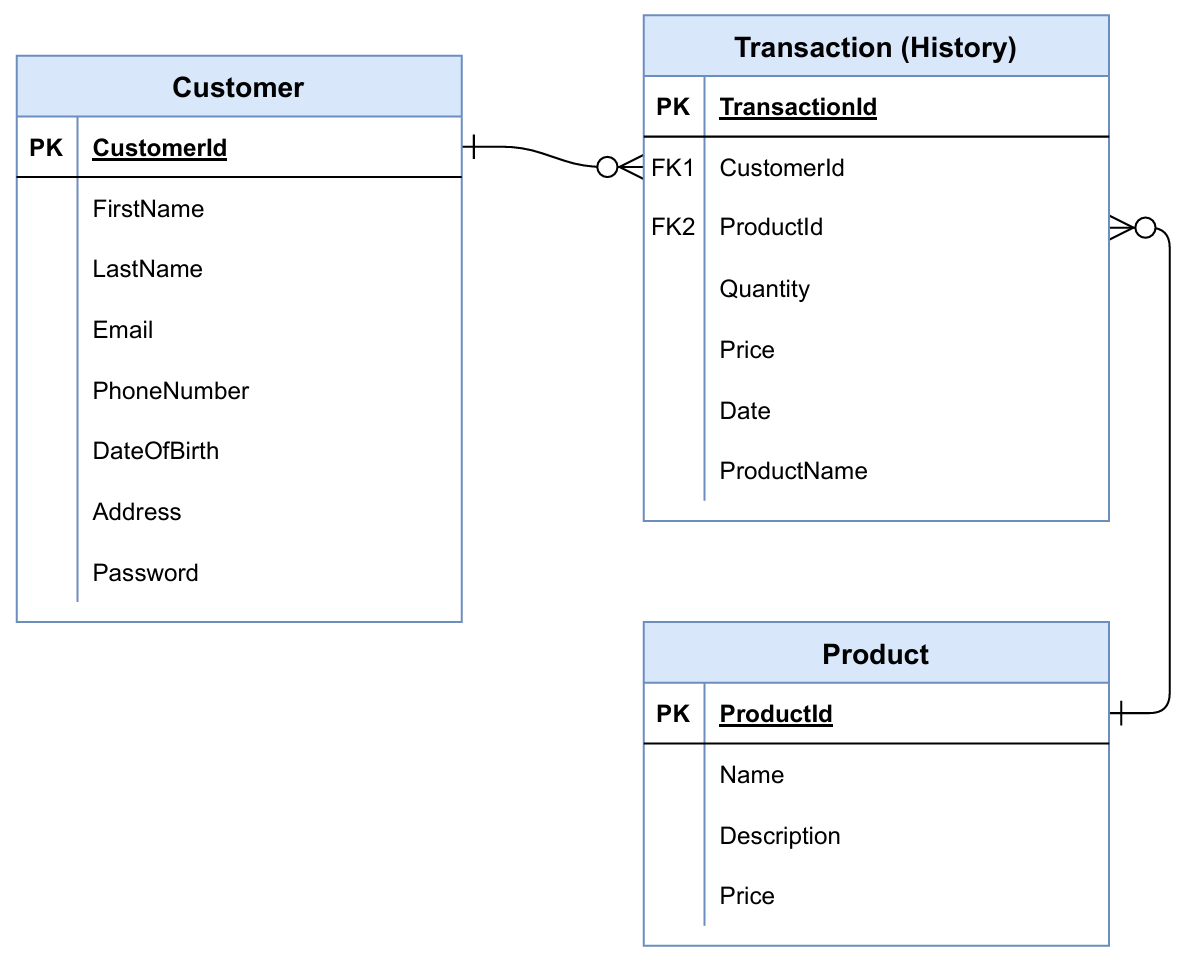 Customer
PK CustomerId
FirstName
LastName
Email
PhoneNumber
DateOfBirth
Address
Password
Transaction (History)
PK TransactionId
FK1 CustomerId
FK2 ProductId
Quantity
Price
Date
ProductName
Product
PK ProductId
Name
Description
Price